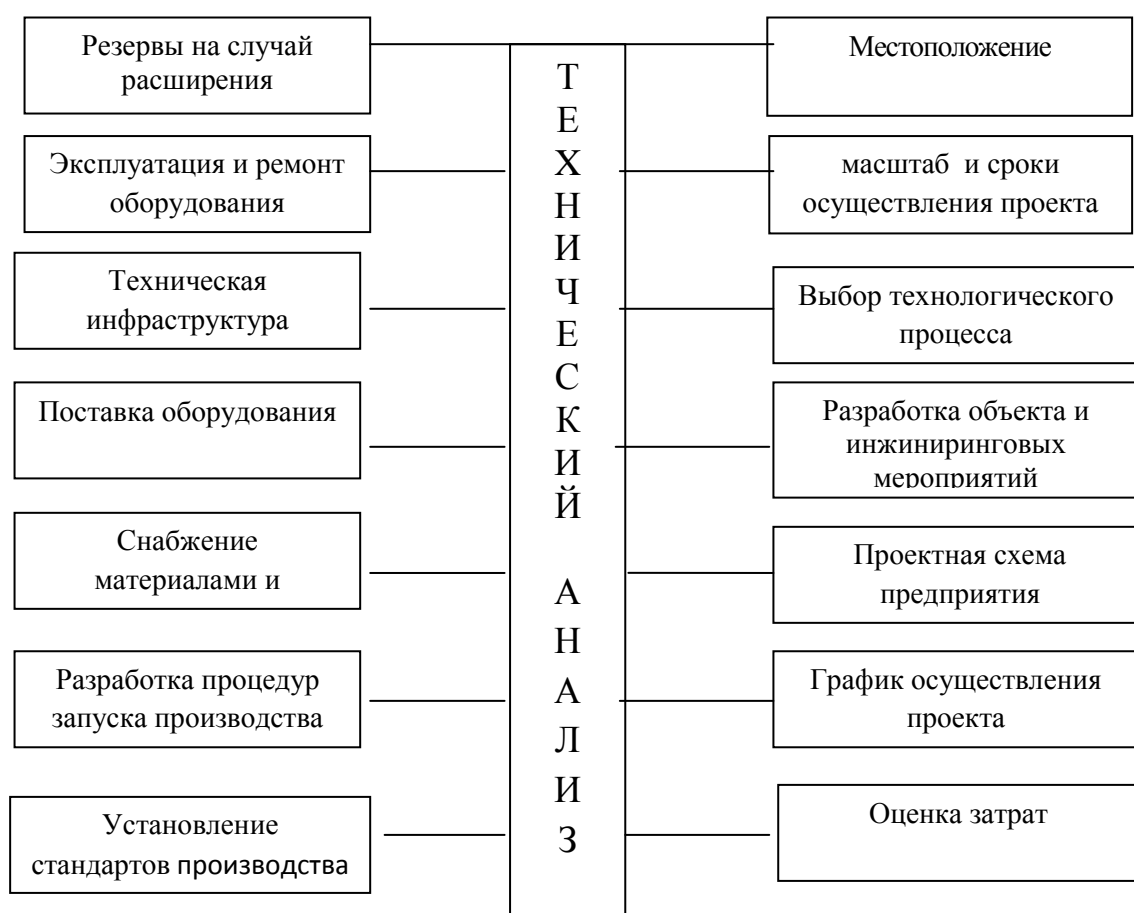 Резервы на случай
расширения
Эксплуатация и ремонт
оборудования
Техническая
инфраструктура
Поставка оборудования
Снабжение
материалами и
Разработка процедур
запуска производства
Установление
стандартов производства
ТЕХНИЧЕСКИЙ АНАЛИЗ
Местоположение
масштаб и сроки
осуществления проекта
Выбор технологического
процесса
Разработка объекта и
инжиниринговых
мероприятий
Проектная схема
предприятия
График осуществления
проекта
Оценка затрат